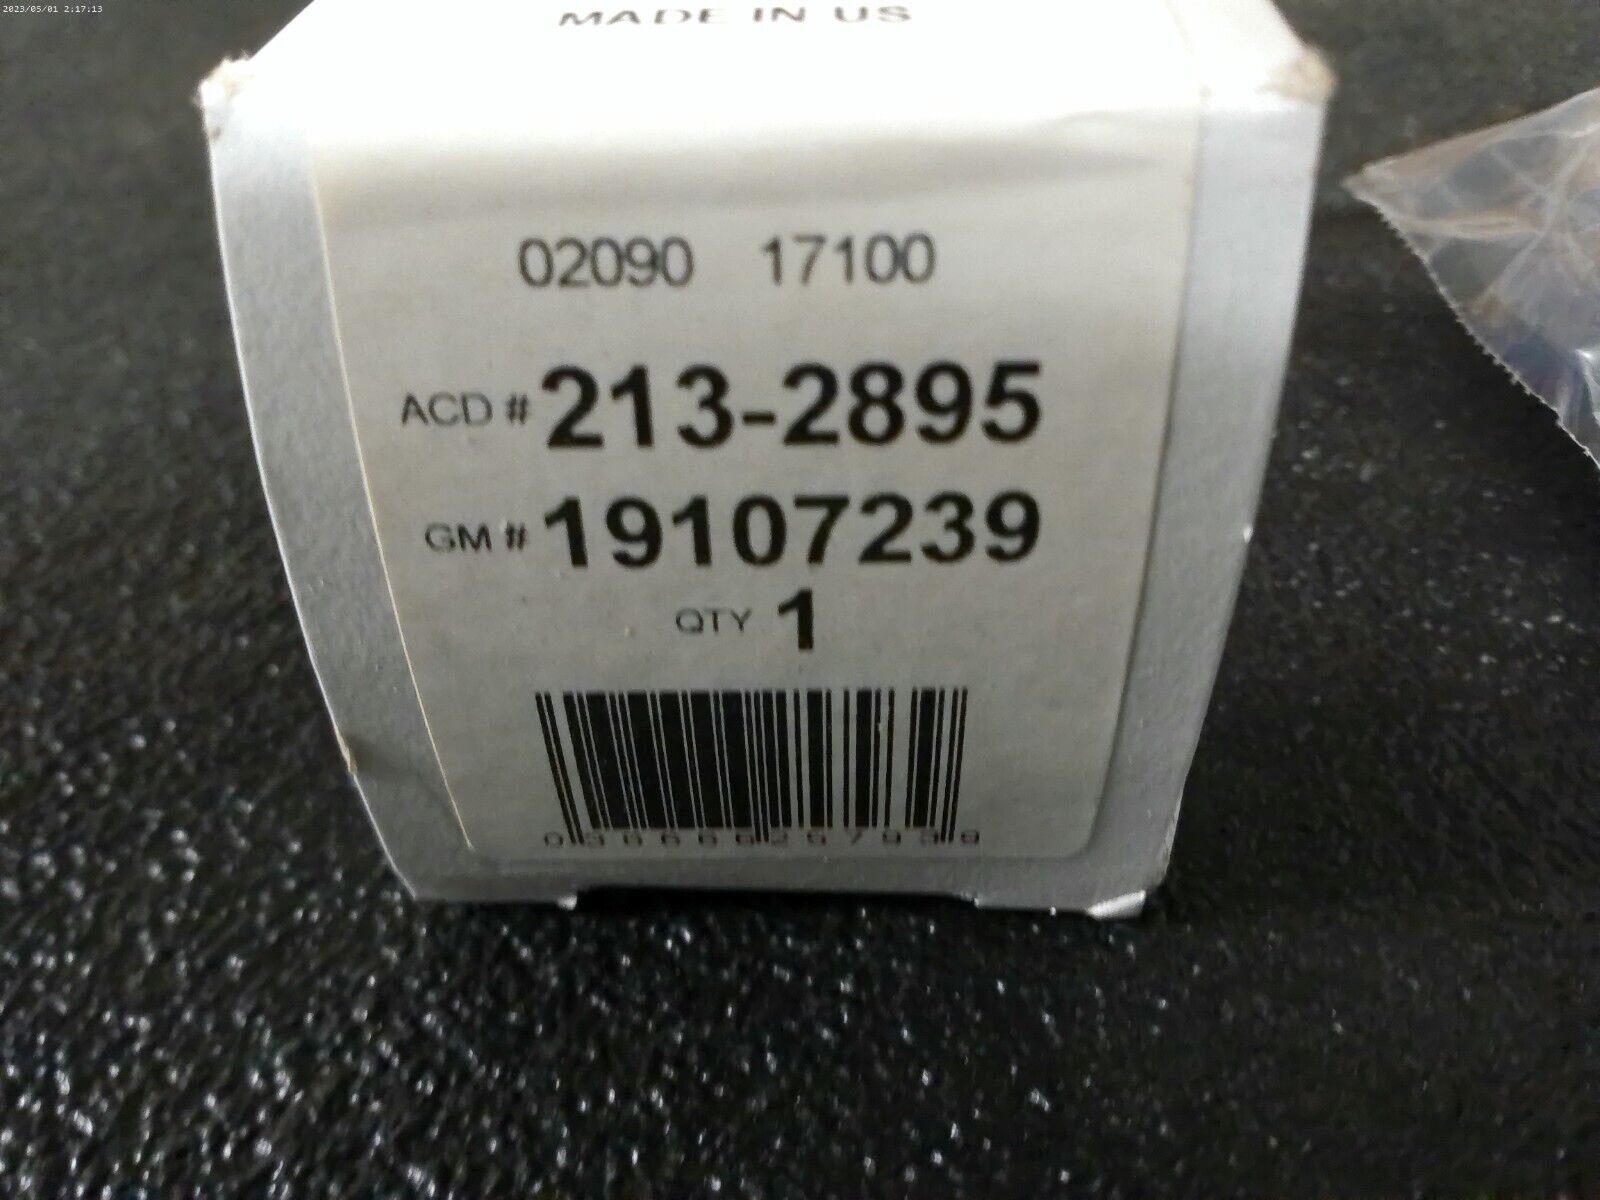 2023/05/01 2:17:13
MADE IN US
02090 17100
ACD # 213-2895
GM # 19107239
QTY 1